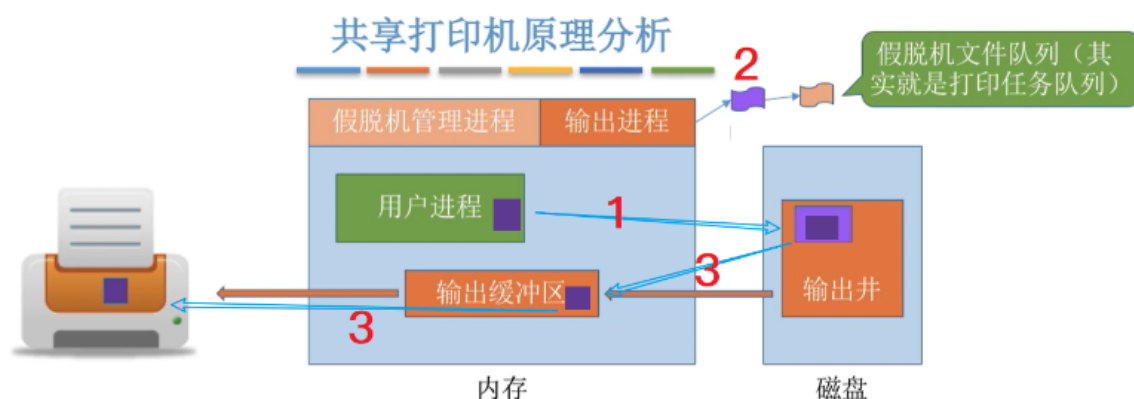 共享打印机原理分析
2
假脱机文件队列（其
实就是打印任务队列）
假脱机管理进程
输出进程
用户进程
1
3
输出缓冲区
输出井
3
内存
磁盘